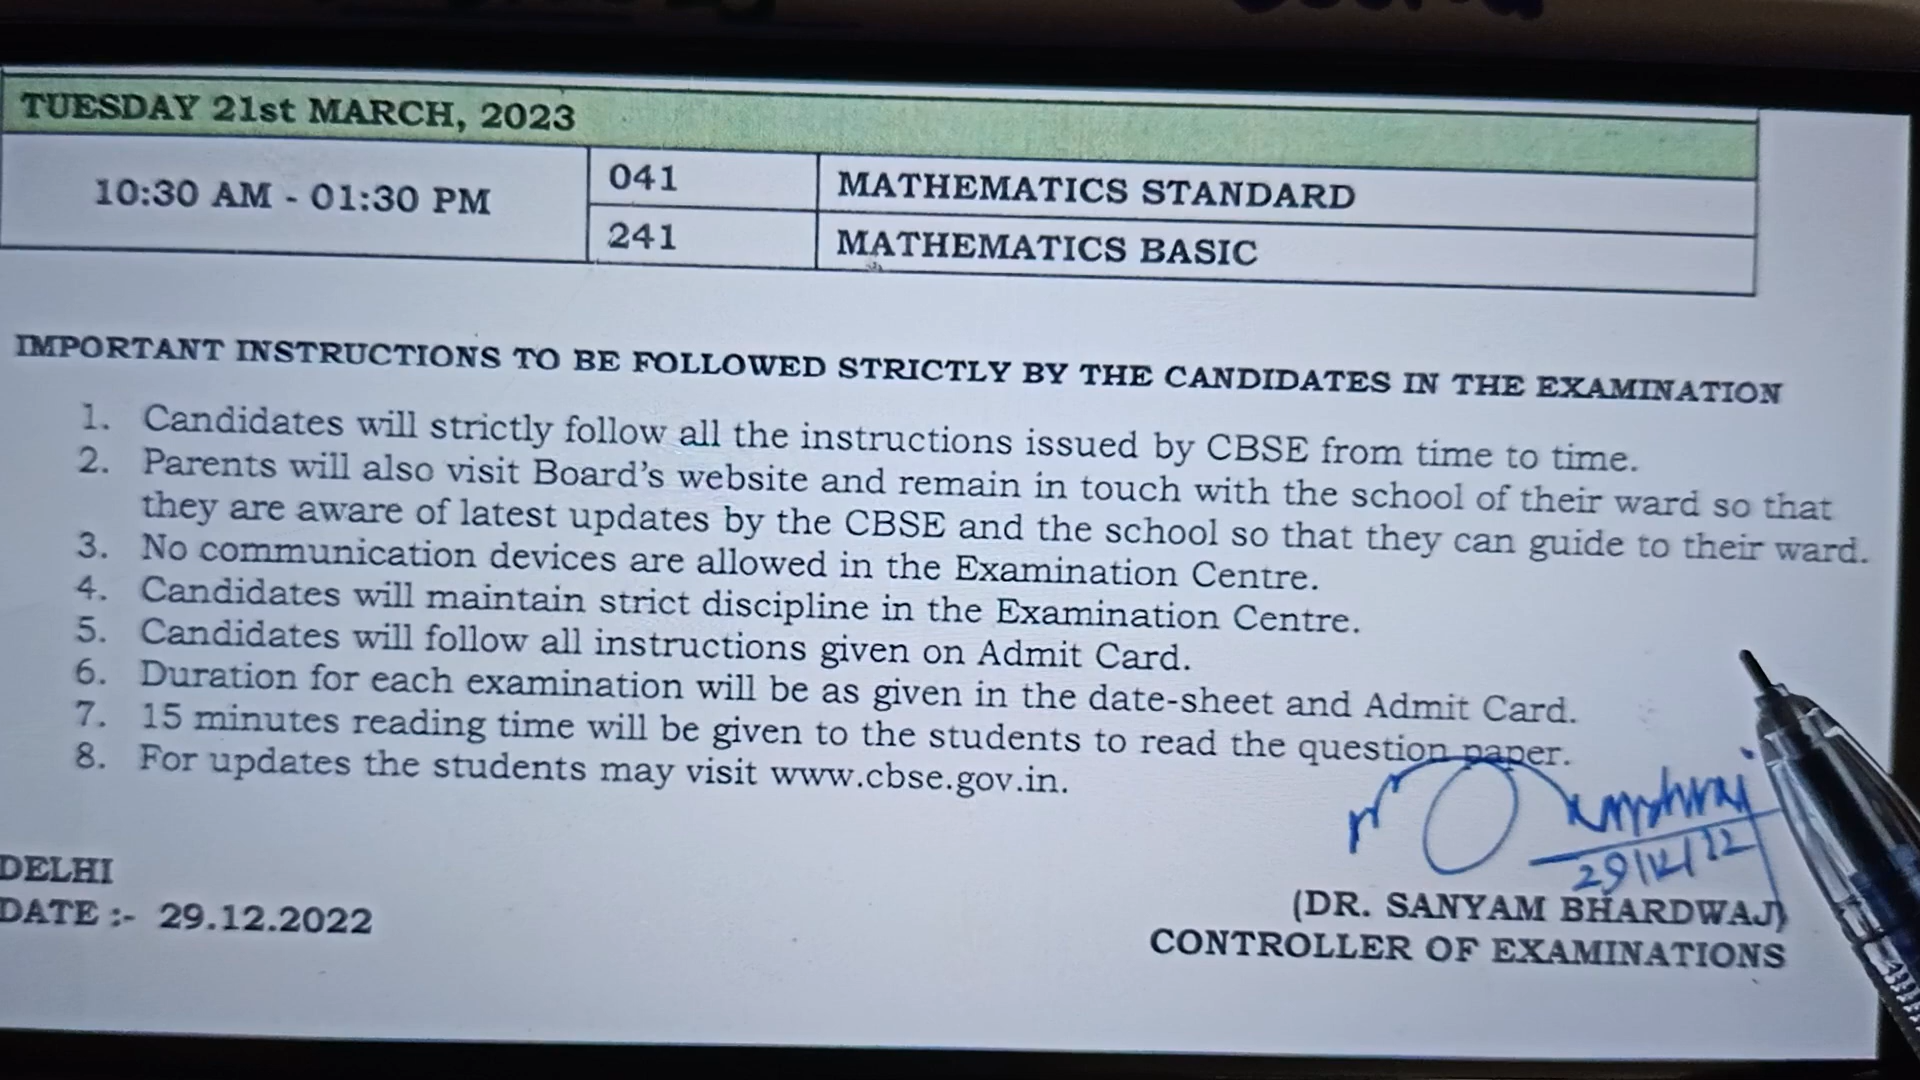 TUESDAY 21st MARCH, 2023
10:30 AM - 01:30 PM
041 MATHEMATICS STANDARD
241 MATHEMATICS BASIC
IMPORTANT INSTRUCTIONS TO BE FOLLOWED STRICTLY BY THE CANDIDATES IN THE EXAMINATION
1. Candidates will strictly follow all the instructions issued by CBSE from time to time.
2. Parents will also visit Board's website and remain in touch with the school of their ward so that
they are aware of latest updates by the CBSE and the school so that they can guide to their ward.
3. No communication devices are allowed in the Examination Centre.
4. Candidates will maintain strict discipline in the Examination Centre.
5. Candidates will follow all instructions given on Admit Card.
6. Duration for each examination will be as given in the date-sheet and Admit Card.
7. 15 minutes reading time will be given to the students to read the question paper.
8. For updates the students may visit www.cbse.gov.in.
29/12/22
DELHI
DATE :- 29.12.2022
(DR. SANYAM BHARDWAJ)
CONTROLLER OF EXAMINATIONS